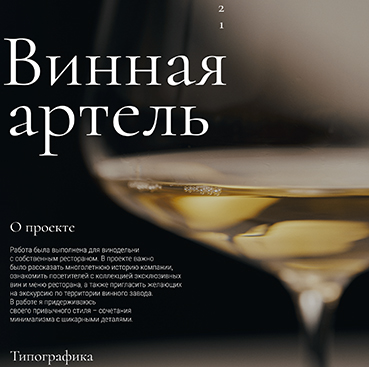 2
1
Винная
артель
О проекте
Работа была выполнена для винодельни
с собственным рестораном. В проекте важно
было рассказать многолетнюю историю компании,
ознакомить посетителей с коллекцией эксклюзивных
вин и меню ресторана, а также пригласить желающих
на экскурсию по территории винного завода.
В работе я придерживаюсь
своего привычного стиля – сочетания
минимализма с шикарными деталями.
Типографика